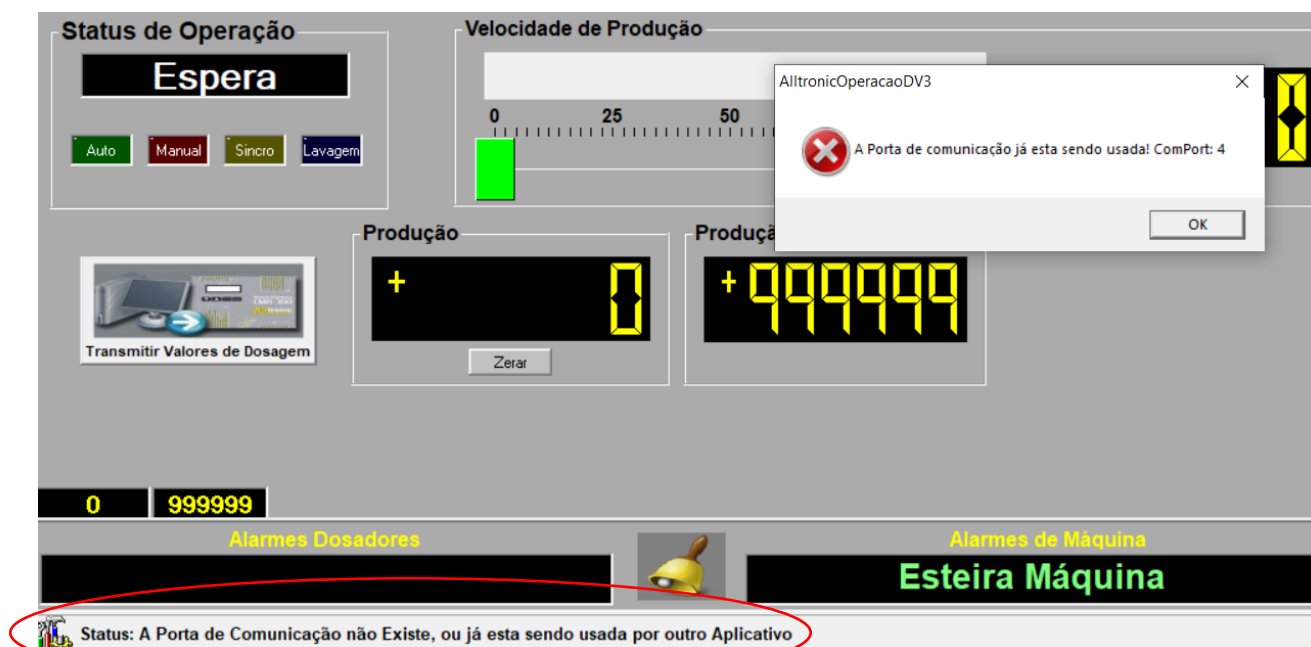 Status de Operação
Espera
Auto
Manual
Sincro
Lavagem
Velocidade de Produção
0 25 50
AlltronicOperacaoDV3
A Porta de comunicação já esta sendo usada! ComPort: 4
OK
Transmitir Valores de Dosagem
Produção
+ 0
Zerar
Produçã
+ 999999
0
999999
Alarmes Dosadores
Alarmes de Máquina
Esteira Máquina
Status: A Porta de Comunicação não Existe, ou já esta sendo usada por outro Aplicativo